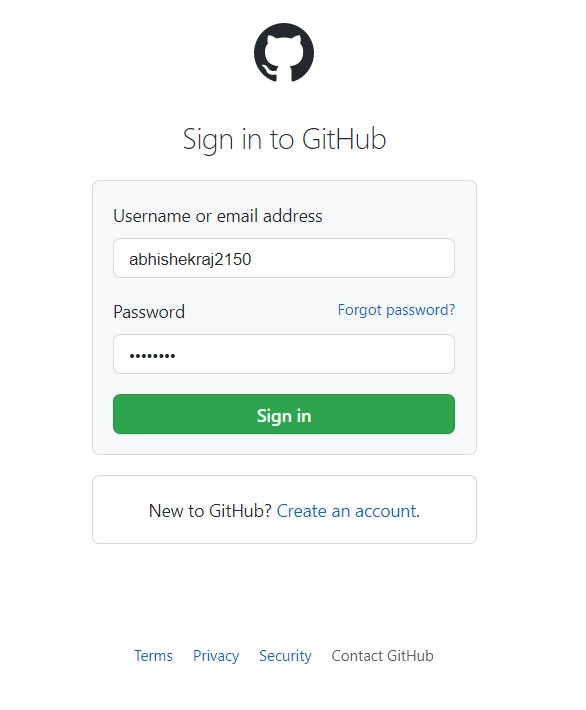 Sign in to GitHub
Username or email address
abhishekraj2150
Password Forgot password?
••••••••
Sign in
New to GitHub? Create an account.
Terms Privacy Security Contact GitHub